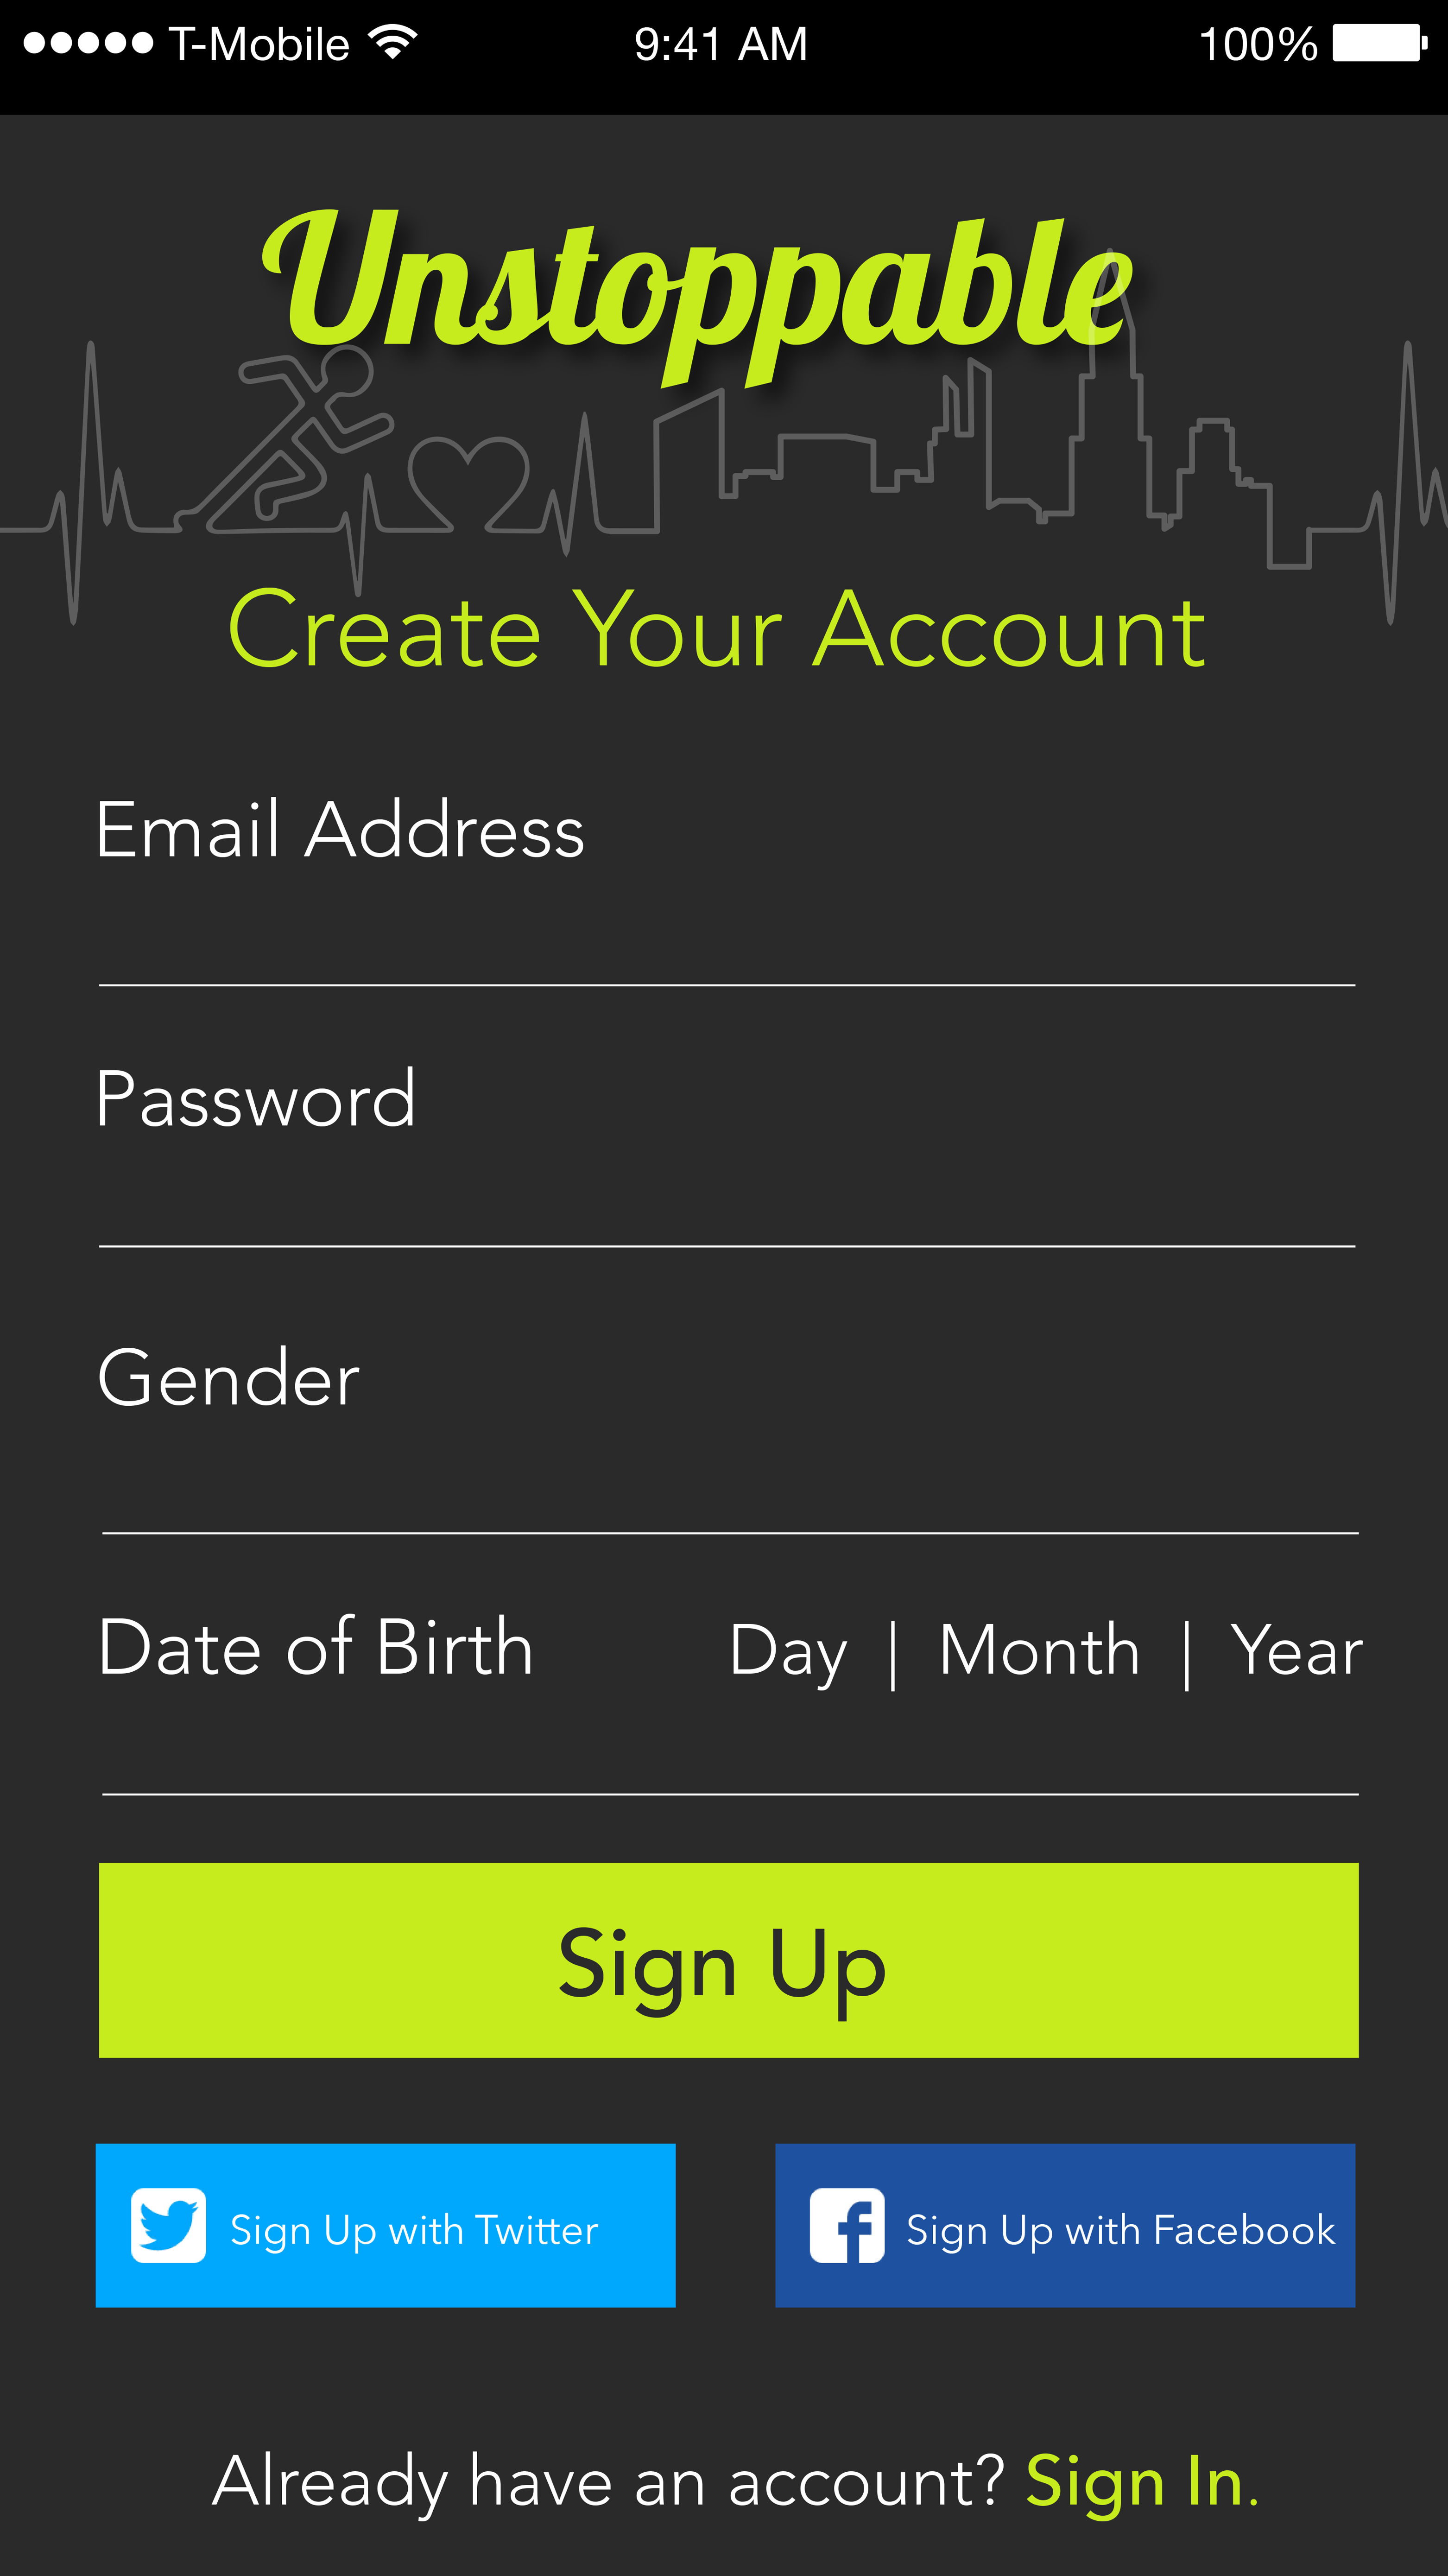 T-Mobile 9:41 AM 100%
Unstoppable
Create Your Account
Email Address
Password
Gender
Date of Birth Day | Month | Year
Sign Up
Sign Up with Twitter Sign Up with Facebook
Already have an account? Sign In.